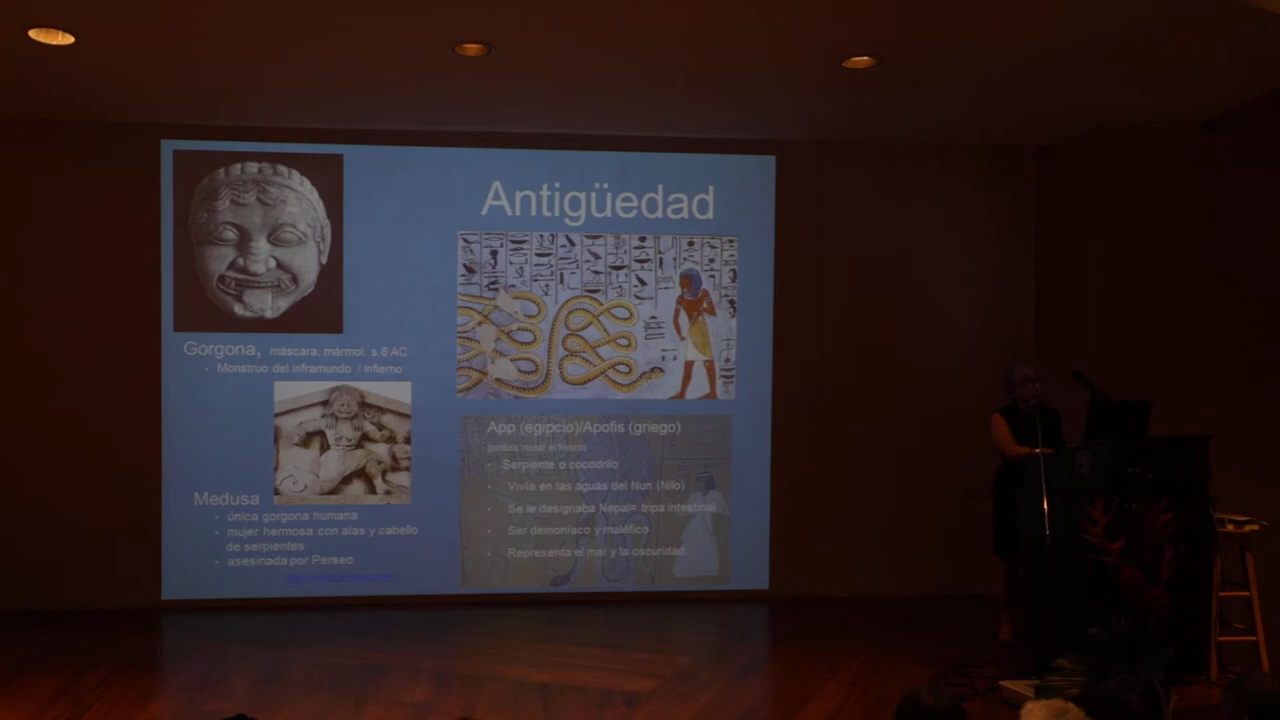 Antigüedad
Gorgona, máscara, mármol, s.6 AC
• Monstruo del inframundo / infierno
Medusa
• única gorgona humana
• mujer hermosa con alas y cabello
de serpientes
• asesinada por Perseo
App (egipcio)/Apofis (griego)
• Serpiente o cocodrilo
• Vivía en las aguas del Nun (Nilo)
• Se le designaba Nepal= tripa intestinal
• Ser demoníaco y maléfico
• Representa el mal y la oscuridad